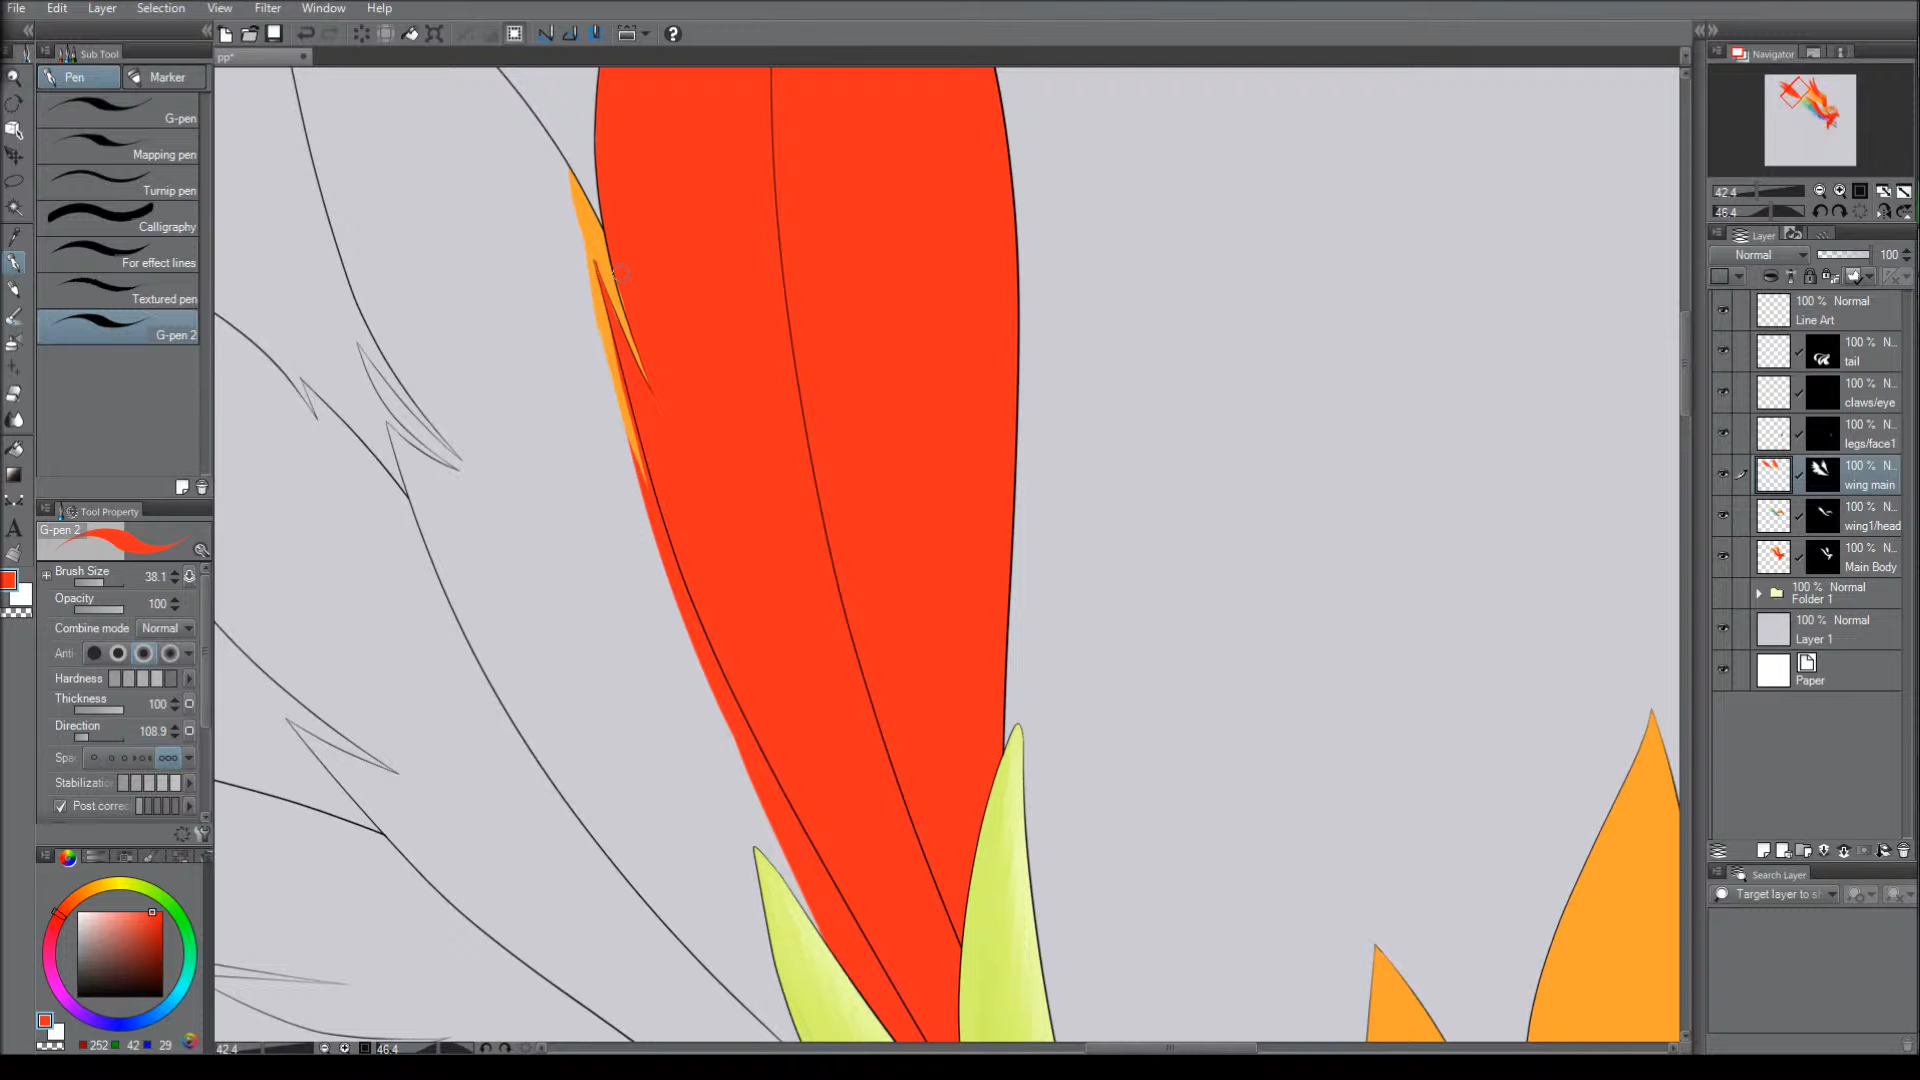 File Edit Layer Selection View Filter Window Help
Sub Tool
pp*
Navigator
Pen Marker
G-pen
Mapping pen
Turnip pen
Calligraphy
For effect lines
Textured pen
G-pen 2
42.4
46.4
Layer
Normal 100
100 % Normal
Line Art
100 % N...
tail
100 % N...
claws/eye
100 % N...
legs/face1
100 % N...
wing main
100 % N...
wing1/head
100 % N...
Main Body
100 % Normal
Folder 1
100 % Normal
Layer 1
Paper
Tool Property
G-pen 2
Brush Size 38.1
Opacity 100
Combine mode Normal
Anti-
Hardness
Thickness 100
Direction 108.9
Spa
Stabilizatio
Post correc
Search Layer
Target layer to s
252 42 29
42.4 46.4